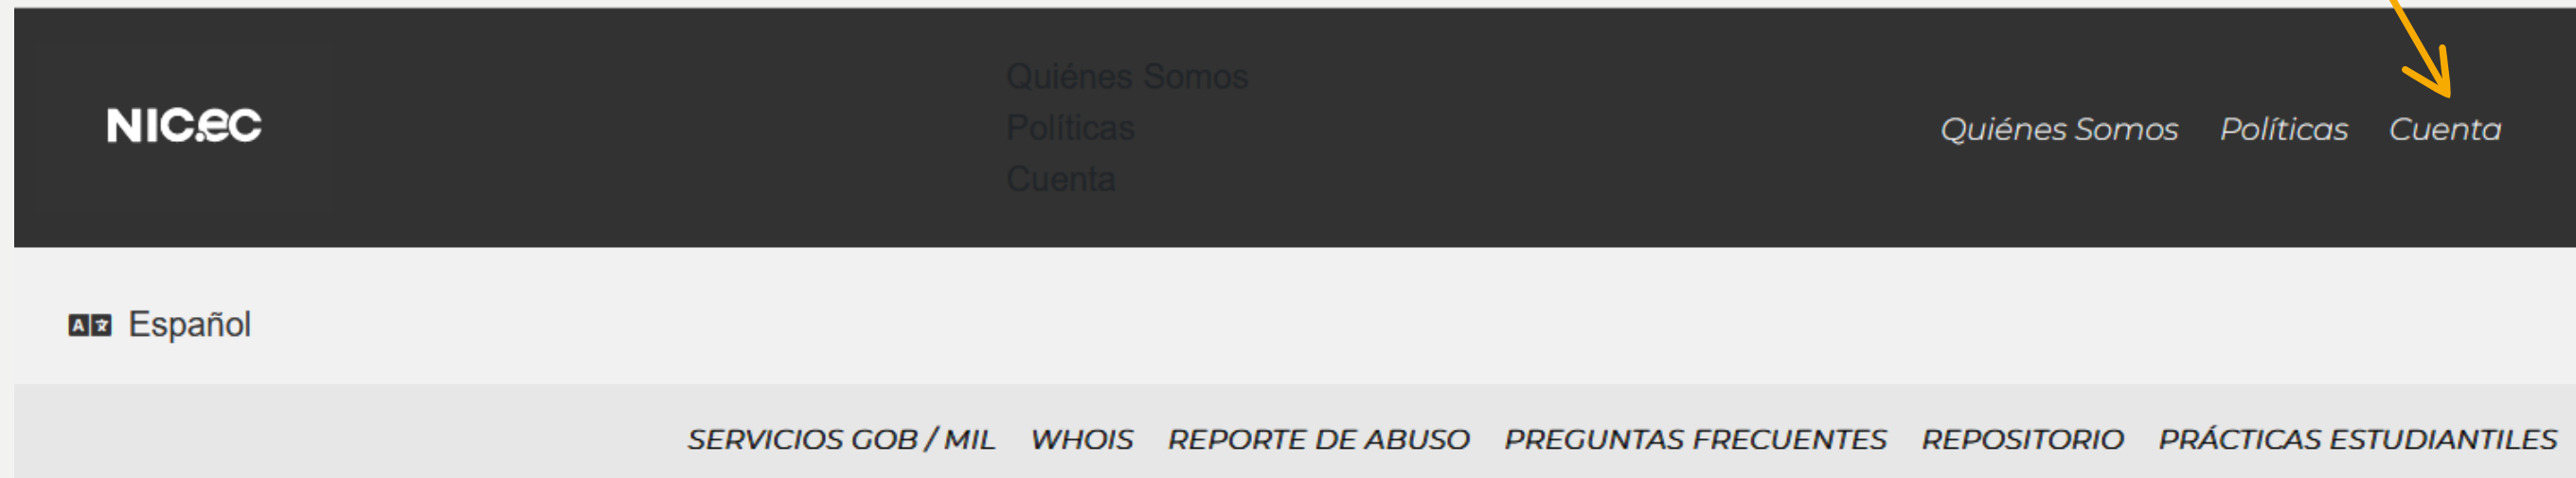 NIC.ec
Quiénes Somos
Políticas
Cuenta
Quiénes Somos Políticas Cuenta
Español
SERVICIOS GOB / MIL WHOIS REPORTE DE ABUSO PREGUNTAS FRECUENTES REPOSITORIO PRÁCTICAS ESTUDIANTILES